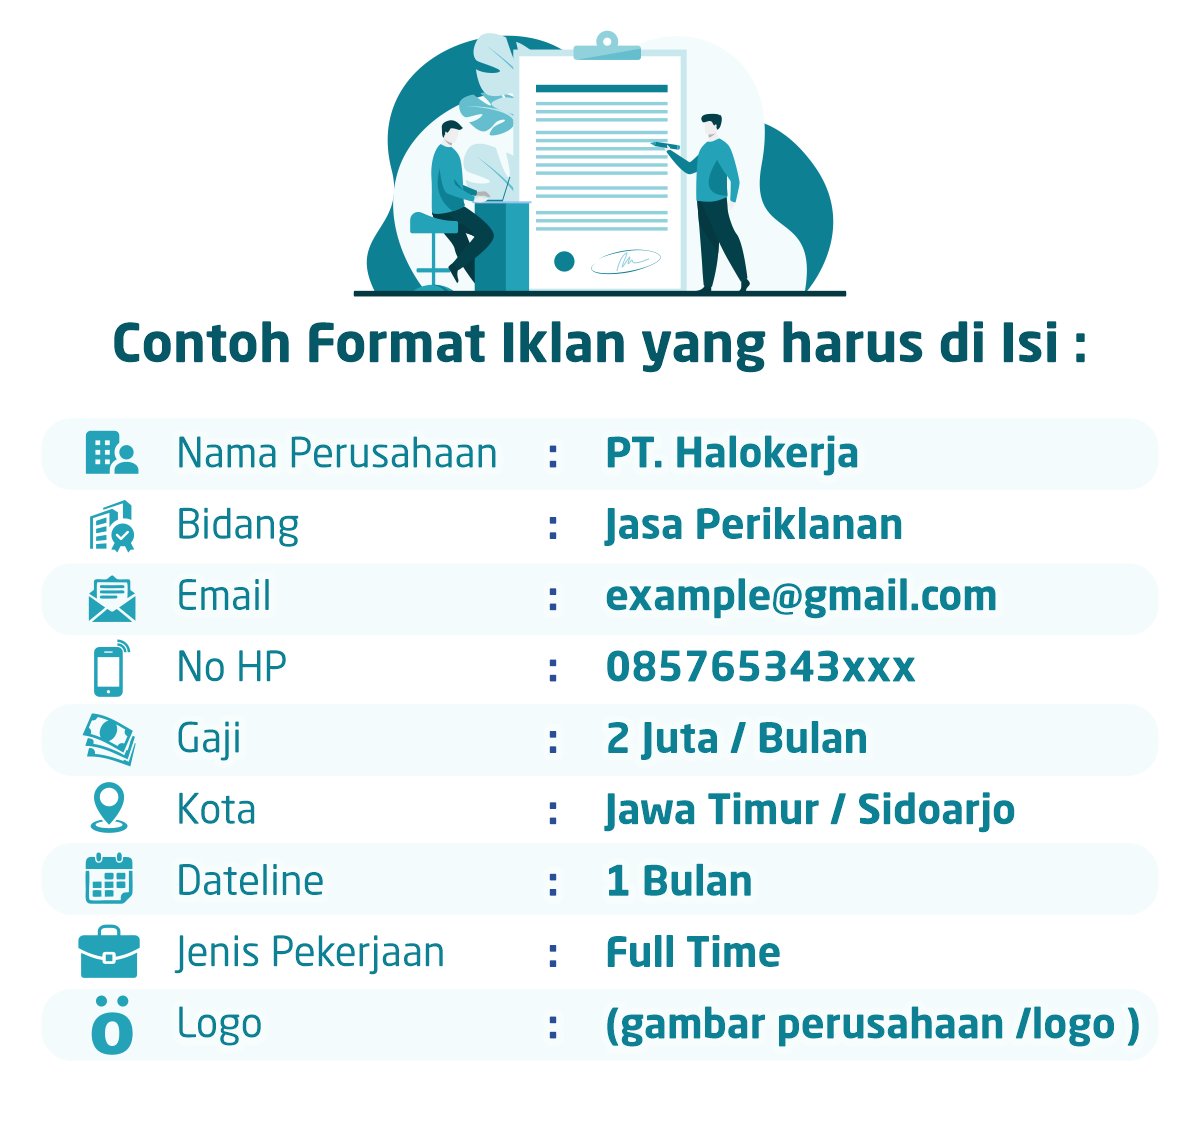 Contoh Format Iklan yang harus di Isi :
Nama Perusahaan : PT. Halokerja
Bidang : Jasa Periklanan
Email : example@gmail.com
No HP : 085765343xxx
Gaji : 2 Juta / Bulan
Kota : Jawa Timur / Sidoarjo
Dateline : 1 Bulan
Jenis Pekerjaan : Full Time
ö Logo : (gambar perusahaan /logo )